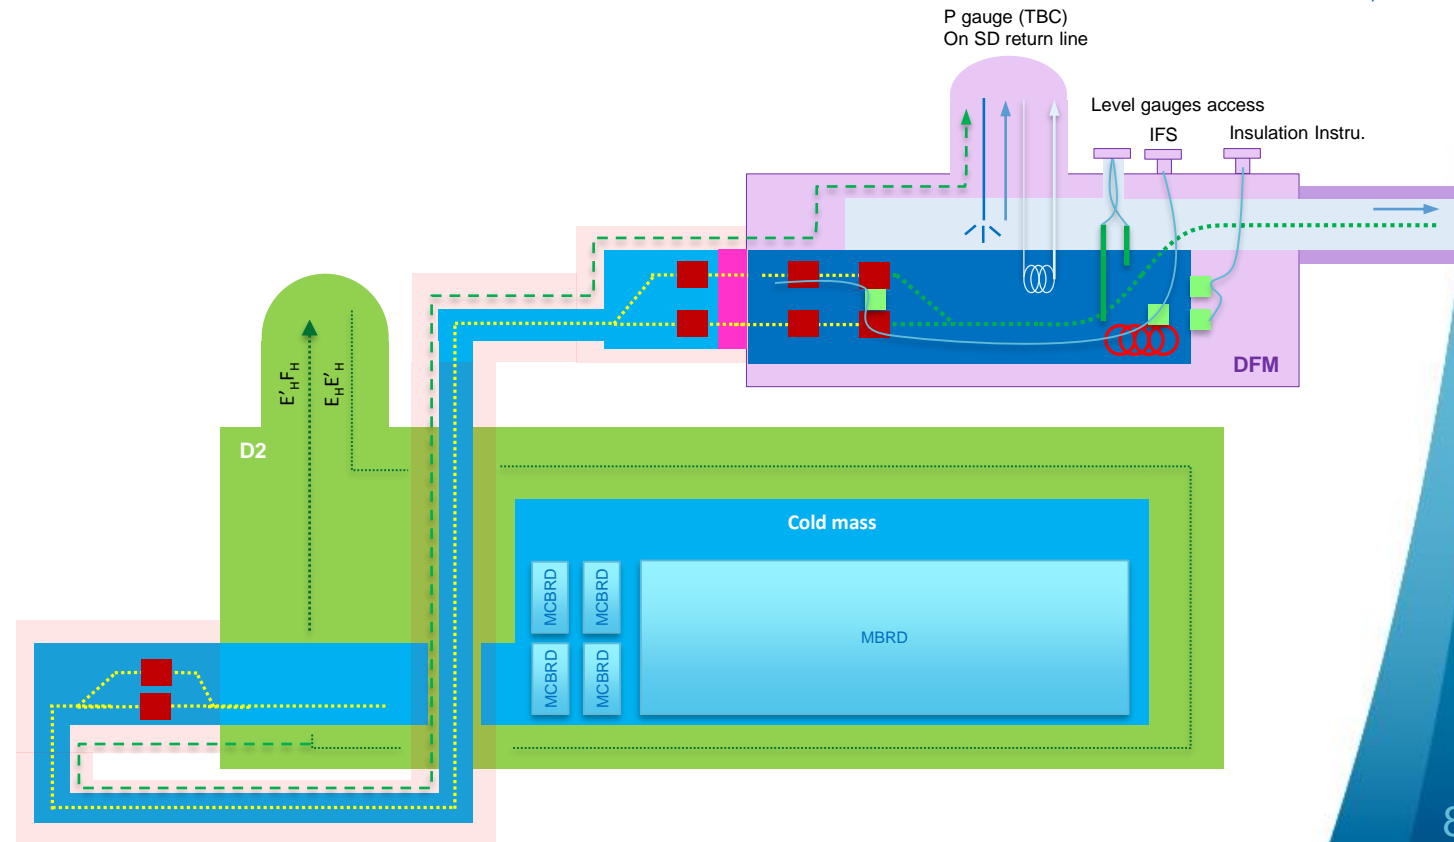 P gauge (TBC)
On SD return line
Level gauges access
IFS
Insulation Instru.
DFM
E'HFH
EHE'H
D2
Cold mass
MCBRD
MCBRD
MCBRD
MCBRD
MBRD
8